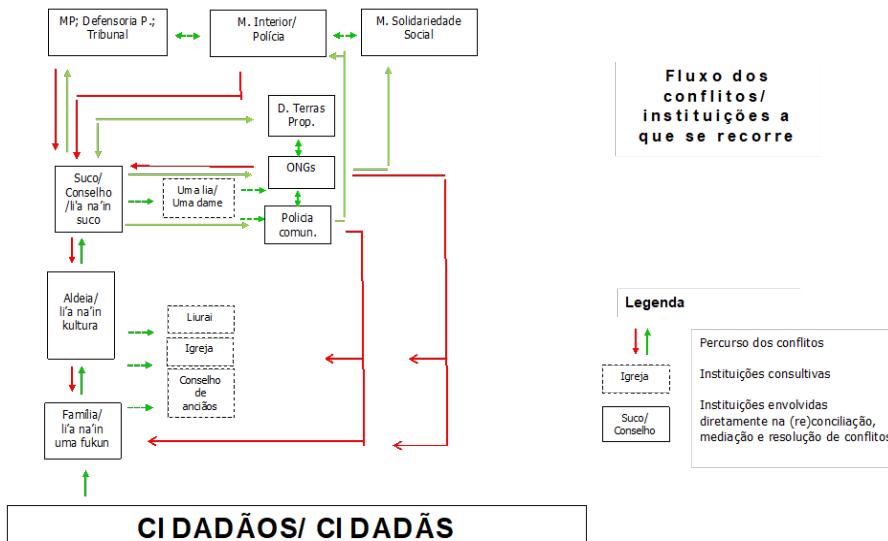 MP; Defensoria P.;
Tribunal
M. Interior/
Polícia
M. Solidariedade
Social
Fluxo dos
conflitos/
instituições a
que se recorre
D. Terras
Prop.
Suco/
Conselho
/li'a na'in
suco
Uma lia/
Uma dame
ONGs
Policia
comun.
Aldeia/
li'a na'in
kultura
Liurai
Igreja
Conselho
de
anciãos
Família/
li'a na'in
uma fukun
CIDADÃOS/ CIDADÃS
Legenda
Percurso dos conflitos
Igreja
Instituições consultivas
Suco/
Conselho
Instituições envolvidas
diretamente na (re)conciliação,
mediação e resolução de conflitos